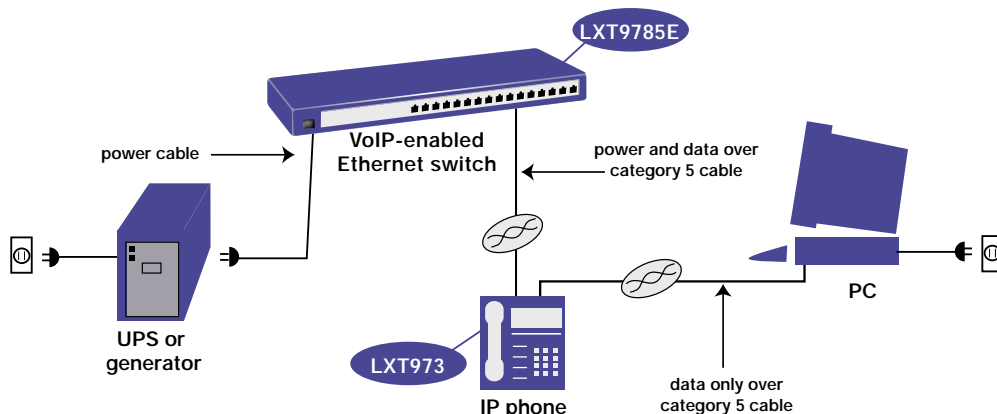 LXT9785E
VoIP-enabled
Ethernet switch
power cable
power and data over
category 5 cable
PC
UPS or
generator
LXT973
IP phone
data only over
category 5 cable